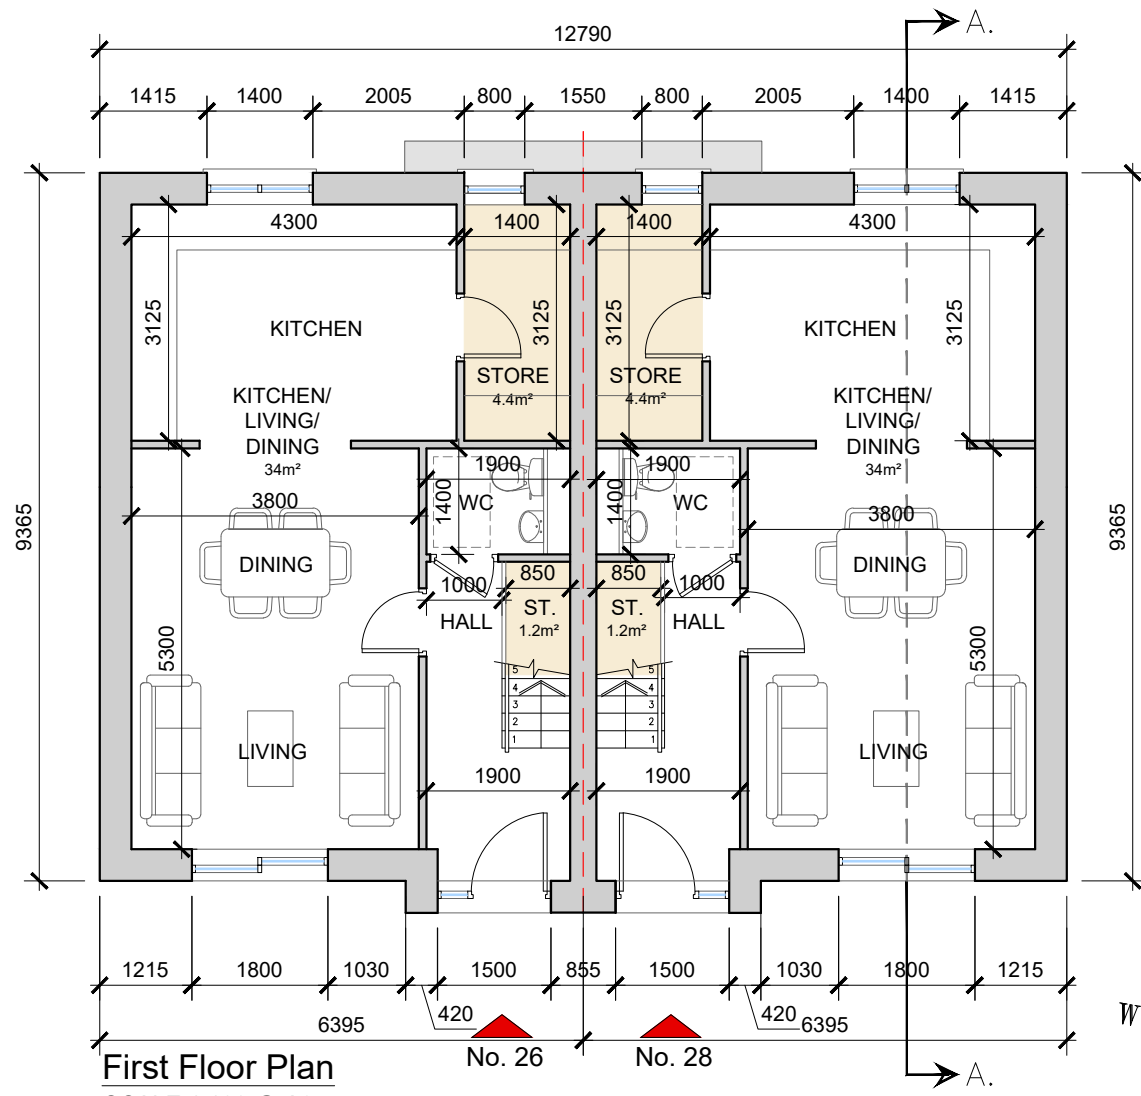 A.
12790
1415 1400 2005 800 1550 800 2005 1400 1415
4300 1400 1400 4300
3125 3125 3125 3125
KITCHEN KITCHEN
STORE STORE
4.4m² 4.4m²
KITCHEN/ KITCHEN/
LIVING/ LIVING/
DINING DINING
34m² 34m²
1900 1900
WC WC
1400 1400
3800 3800
9365 9365
DINING DINING
850 850
1000 1000
ST. ST.
1.2m² 1.2m²
HALL HALL
5300 5300
5 5
4 4
3 3
2 2
1 1
LIVING LIVING
1900 1900
1215 1800 1030 1500 855 1500 1030 1800 1215
420 420
6395 6395
W
No. 26 No. 28
First Floor Plan
A.